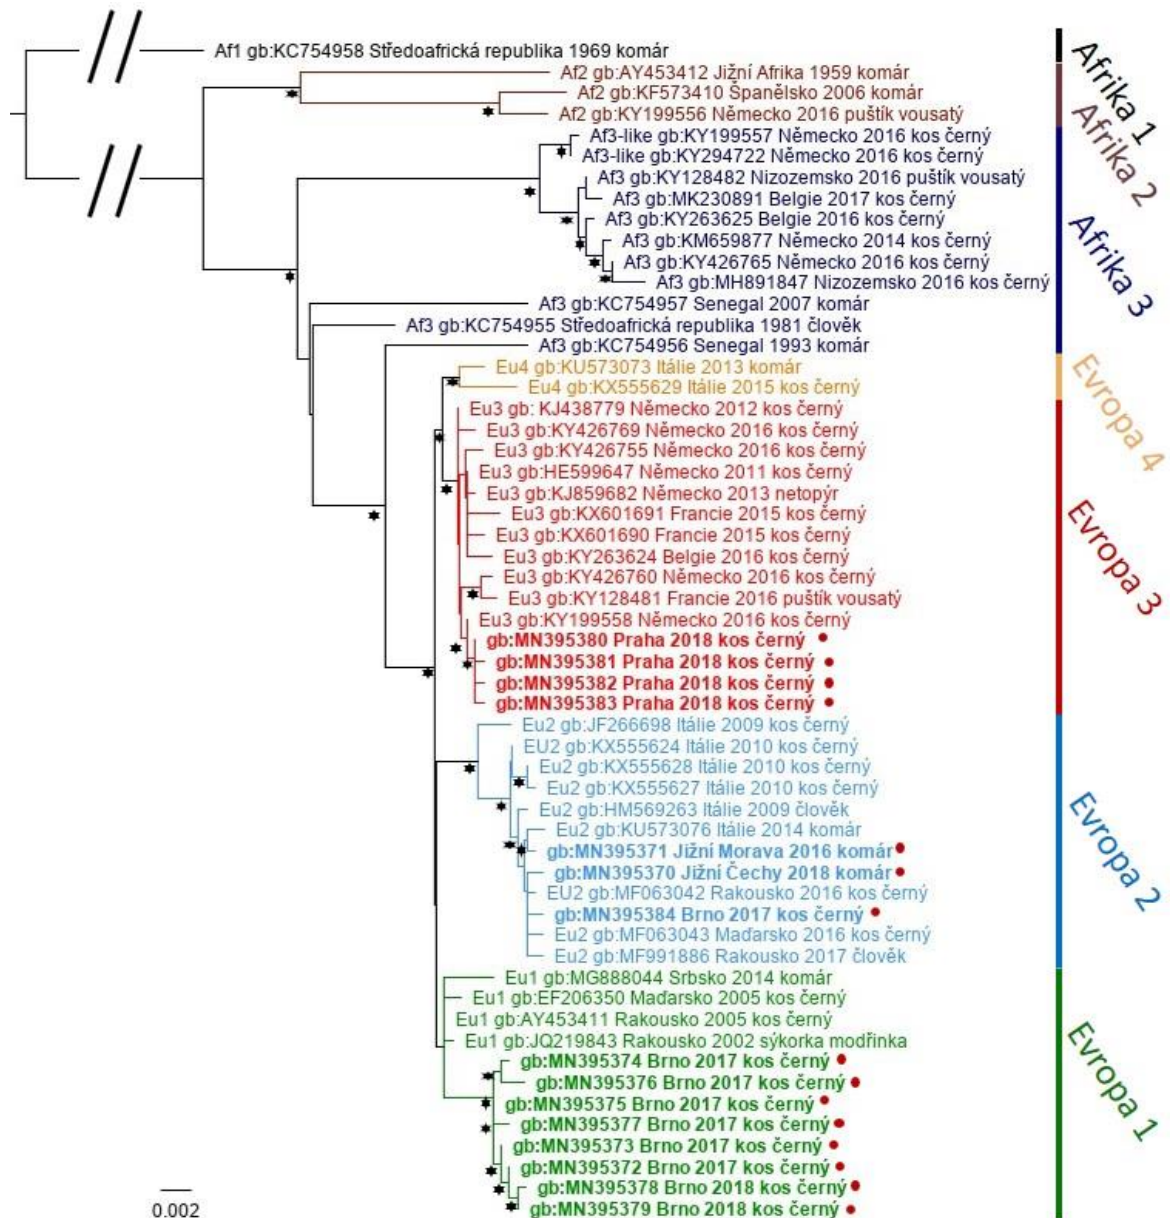 Af1 gb:KC754958 Středoafrická republika 1969 komár
Af2 gb:AY453412 Jižní Afrika 1959 komár
Af2 gb:KF573410 Španělsko 2006 komár
Af2 gb:KY199556 Německo 2016 puštík vousatý
Af3-like gb:KY199557 Německo 2016 kos černý
Af3-like gb:KY294722 Německo 2016 kos černý
Af3 gb:KY128482 Nizozemsko 2016 puštík vousatý
Af3 gb:MK230891 Belgie 2017 kos černý
Af3 gb:KY263625 Belgie 2016 kos černý
Af3 gb:KM659877 Německo 2014 kos černý
Af3 gb:KY426765 Německo 2016 kos černý
Af3 gb:MH891847 Nizozemsko 2016 kos černý
Af3 gb:KC754957 Senegal 2007 komár
Af3 gb:KC754955 Středoafrická republika 1981 člověk
Af3 gb:KC754956 Senegal 1993 komár
Eu4 gb:KU573073 Itálie 2013 komár
Eu4 gb:KX555629 Itálie 2015 kos černý
Eu3 gb: KJ438779 Německo 2012 kos černý
Eu3 gb:KY426769 Německo 2016 kos černý
Eu3 gb:KY426755 Německo 2016 kos černý
Eu3 gb:HE599647 Německo 2011 kos černý
Eu3 gb:KJ859682 Německo 2013 netopýr
Eu3 gb:KX601691 Francie 2015 kos černý
Eu3 gb:KX601690 Francie 2015 kos černý
Eu3 gb:KY263624 Belgie 2016 kos černý
Eu3 gb:KY426760 Německo 2016 kos černý
Eu3 gb:KY128481 Francie 2016 puštík vousatý
Eu3 gb:KY199558 Německo 2016 kos černý
gb:MN395380 Praha 2018 kos černý
gb:MN395381 Praha 2018 kos černý
gb:MN395382 Praha 2018 kos černý
gb:MN395383 Praha 2018 kos černý
Eu2 gb:JF266698 Itálie 2009 kos černý
EU2 gb:KX555624 Itálie 2010 kos černý
Eu2 gb:KX555628 Itálie 2010 kos černý
Eu2 gb:KX555627 Itálie 2010 kos černý
Eu2 gb:HM569263 Itálie 2009 člověk
Eu2 gb:KU573076 Itálie 2014 komár
gb:MN395371 Jižní Morava 2016 komár
gb:MN395370 Jižní Čechy 2018 komár
EU2 gb:MF063042 Rakousko 2016 kos černý
gb:MN395384 Brno 2017 kos černý
Eu2 gb:MF063043 Maďarsko 2016 kos černý
Eu2 gb:MF991886 Rakousko 2017 člověk
Eu1 gb:MG888044 Srbsko 2014 komár
Eu1 gb:EF206350 Maďarsko 2005 kos černý
Eu1 gb:AY453411 Rakousko 2005 kos černý
Eu1 gb:JQ219843 Rakousko 2002 sýkorka modřinka
gb:MN395374 Brno 2017 kos černý
gb:MN395376 Brno 2017 kos černý
gb:MN395375 Brno 2017 kos černý
gb:MN395377 Brno 2017 kos černý
gb:MN395373 Brno 2017 kos černý
gb:MN395372 Brno 2017 kos černý
gb:MN395378 Brno 2018 kos černý
gb:MN395379 Brno 2018 kos černý
0.002
Afrika 1
Afrika 2
Afrika 3
Evropa 4
Evropa 3
Evropa 2
Evropa 1